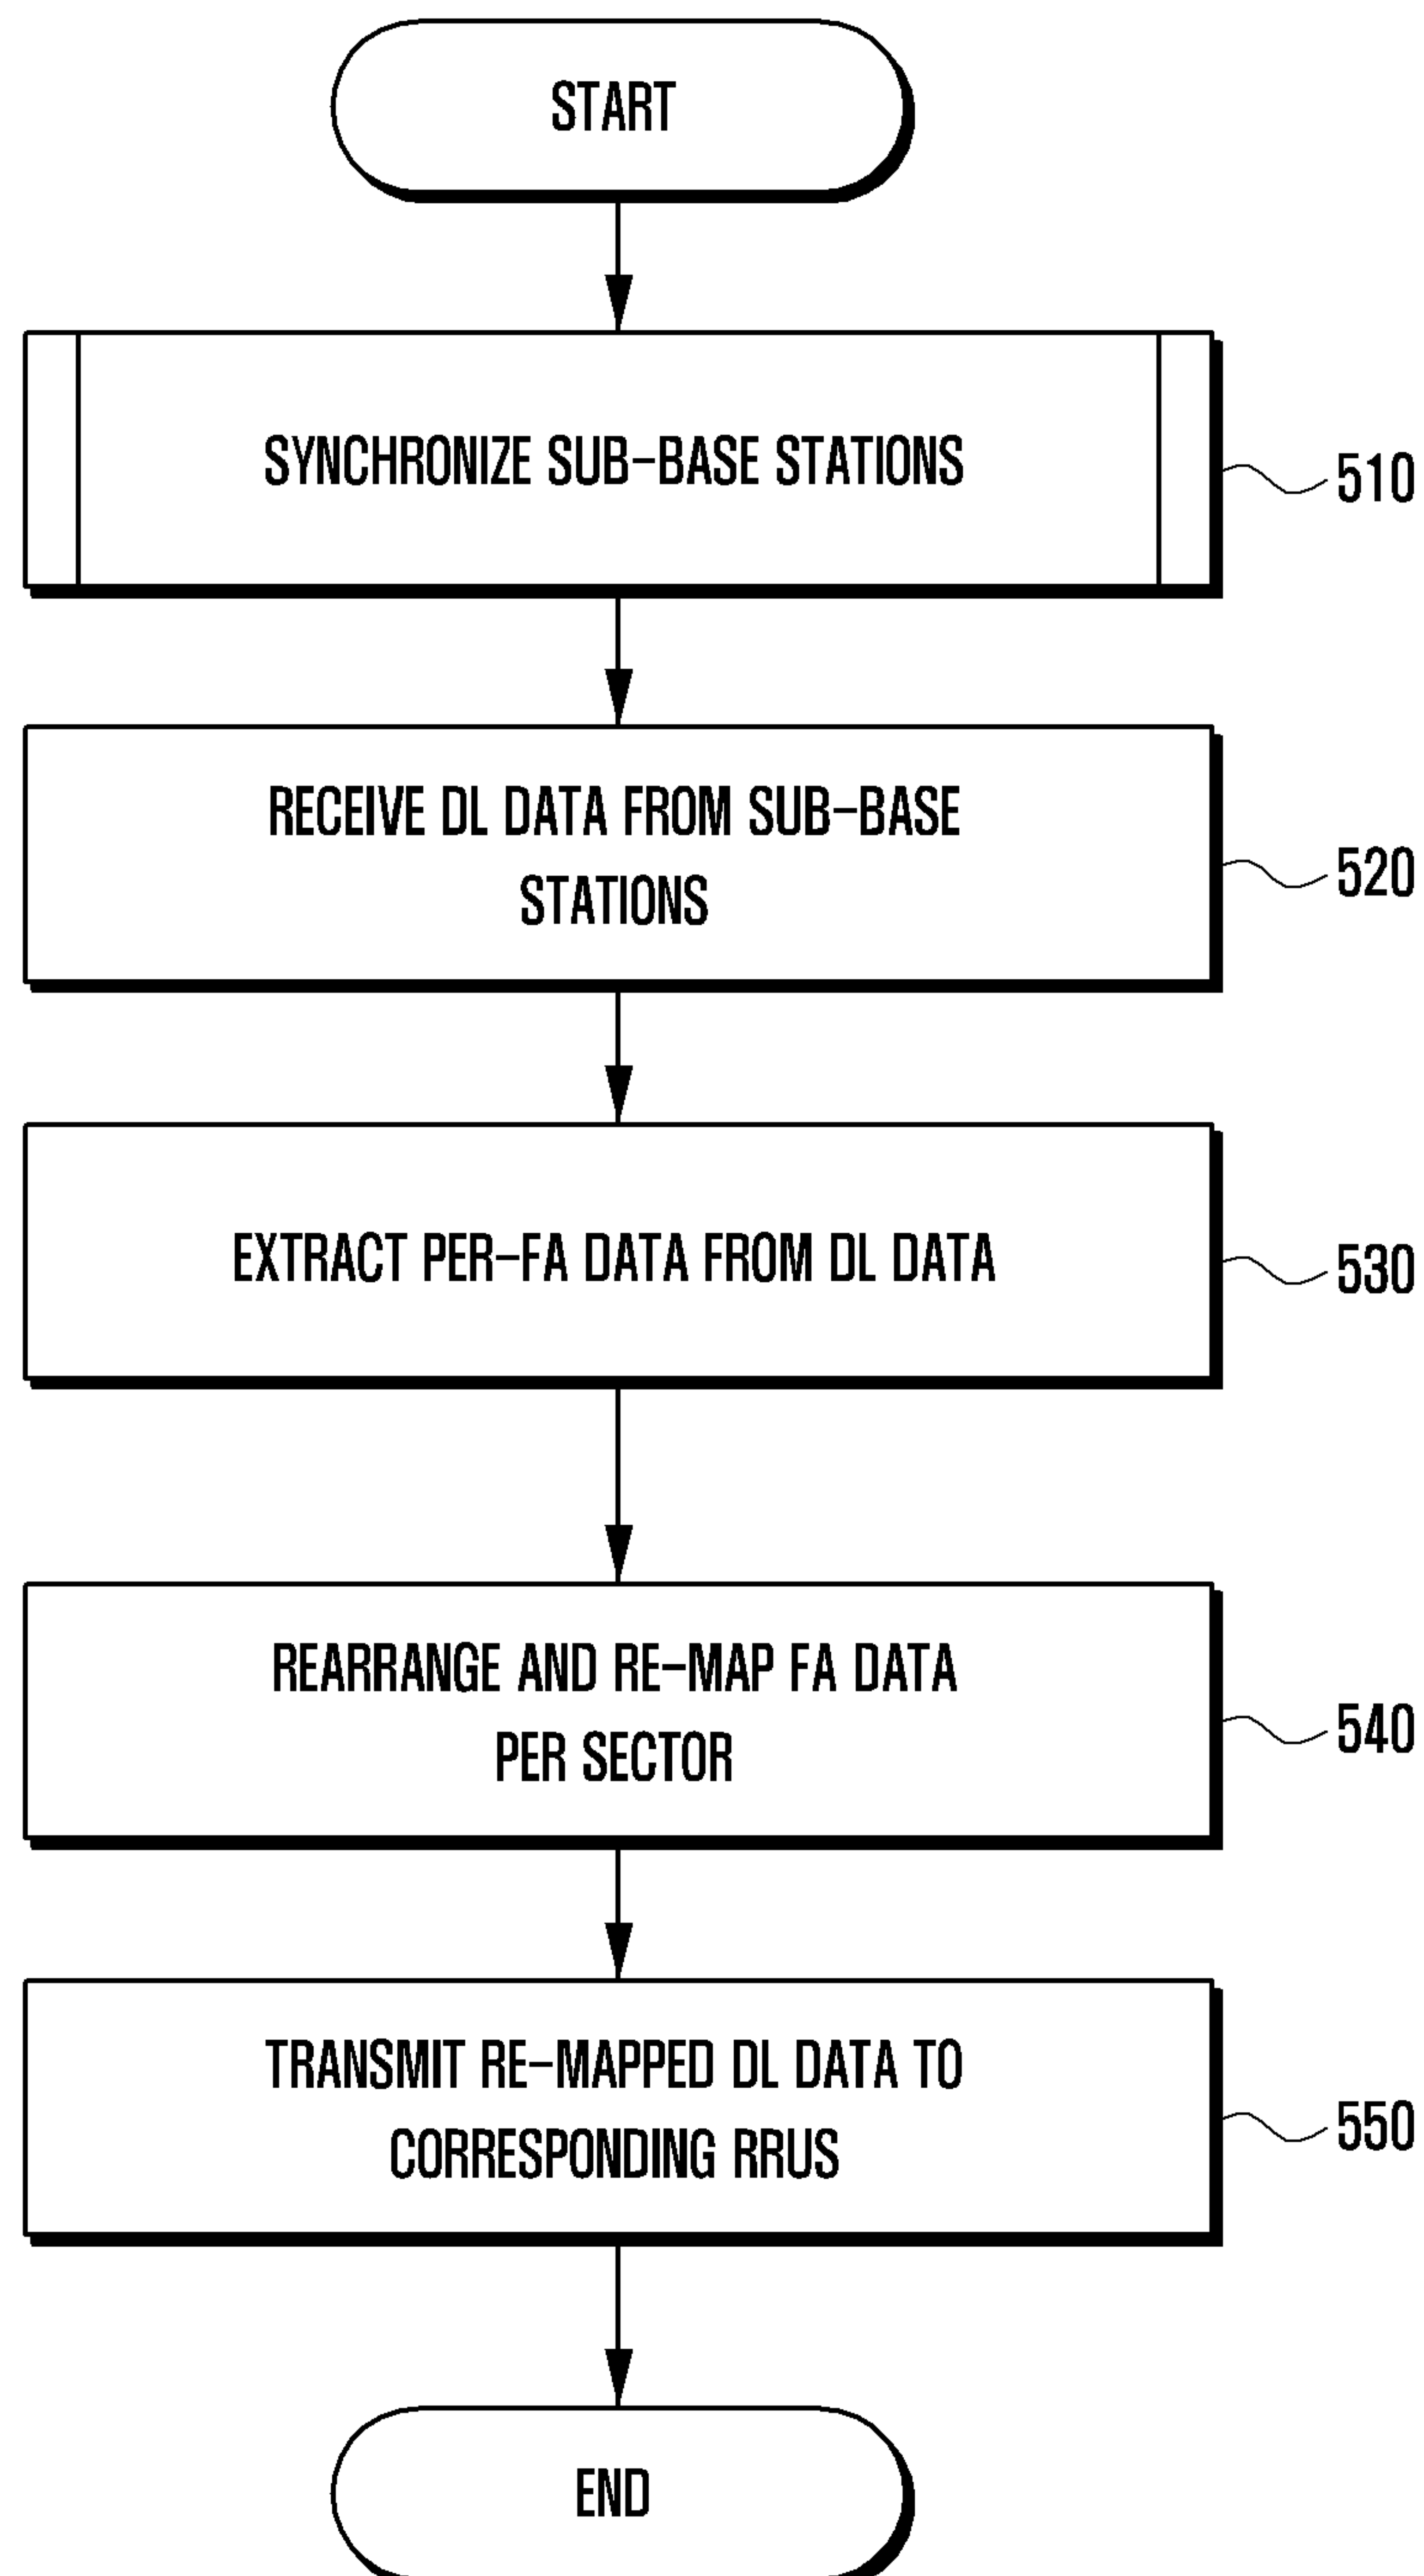 START
SYNCHRONIZE SUB-BASE STATIONS
510
RECEIVE DL DATA FROM SUB-BASE
STATIONS
520
EXTRACT PER-FA DATA FROM DL DATA
530
REARRANGE AND RE-MAP FA DATA
PER SECTOR
540
TRANSMIT RE-MAPPED DL DATA TO
CORRESPONDING RRUS
550
END